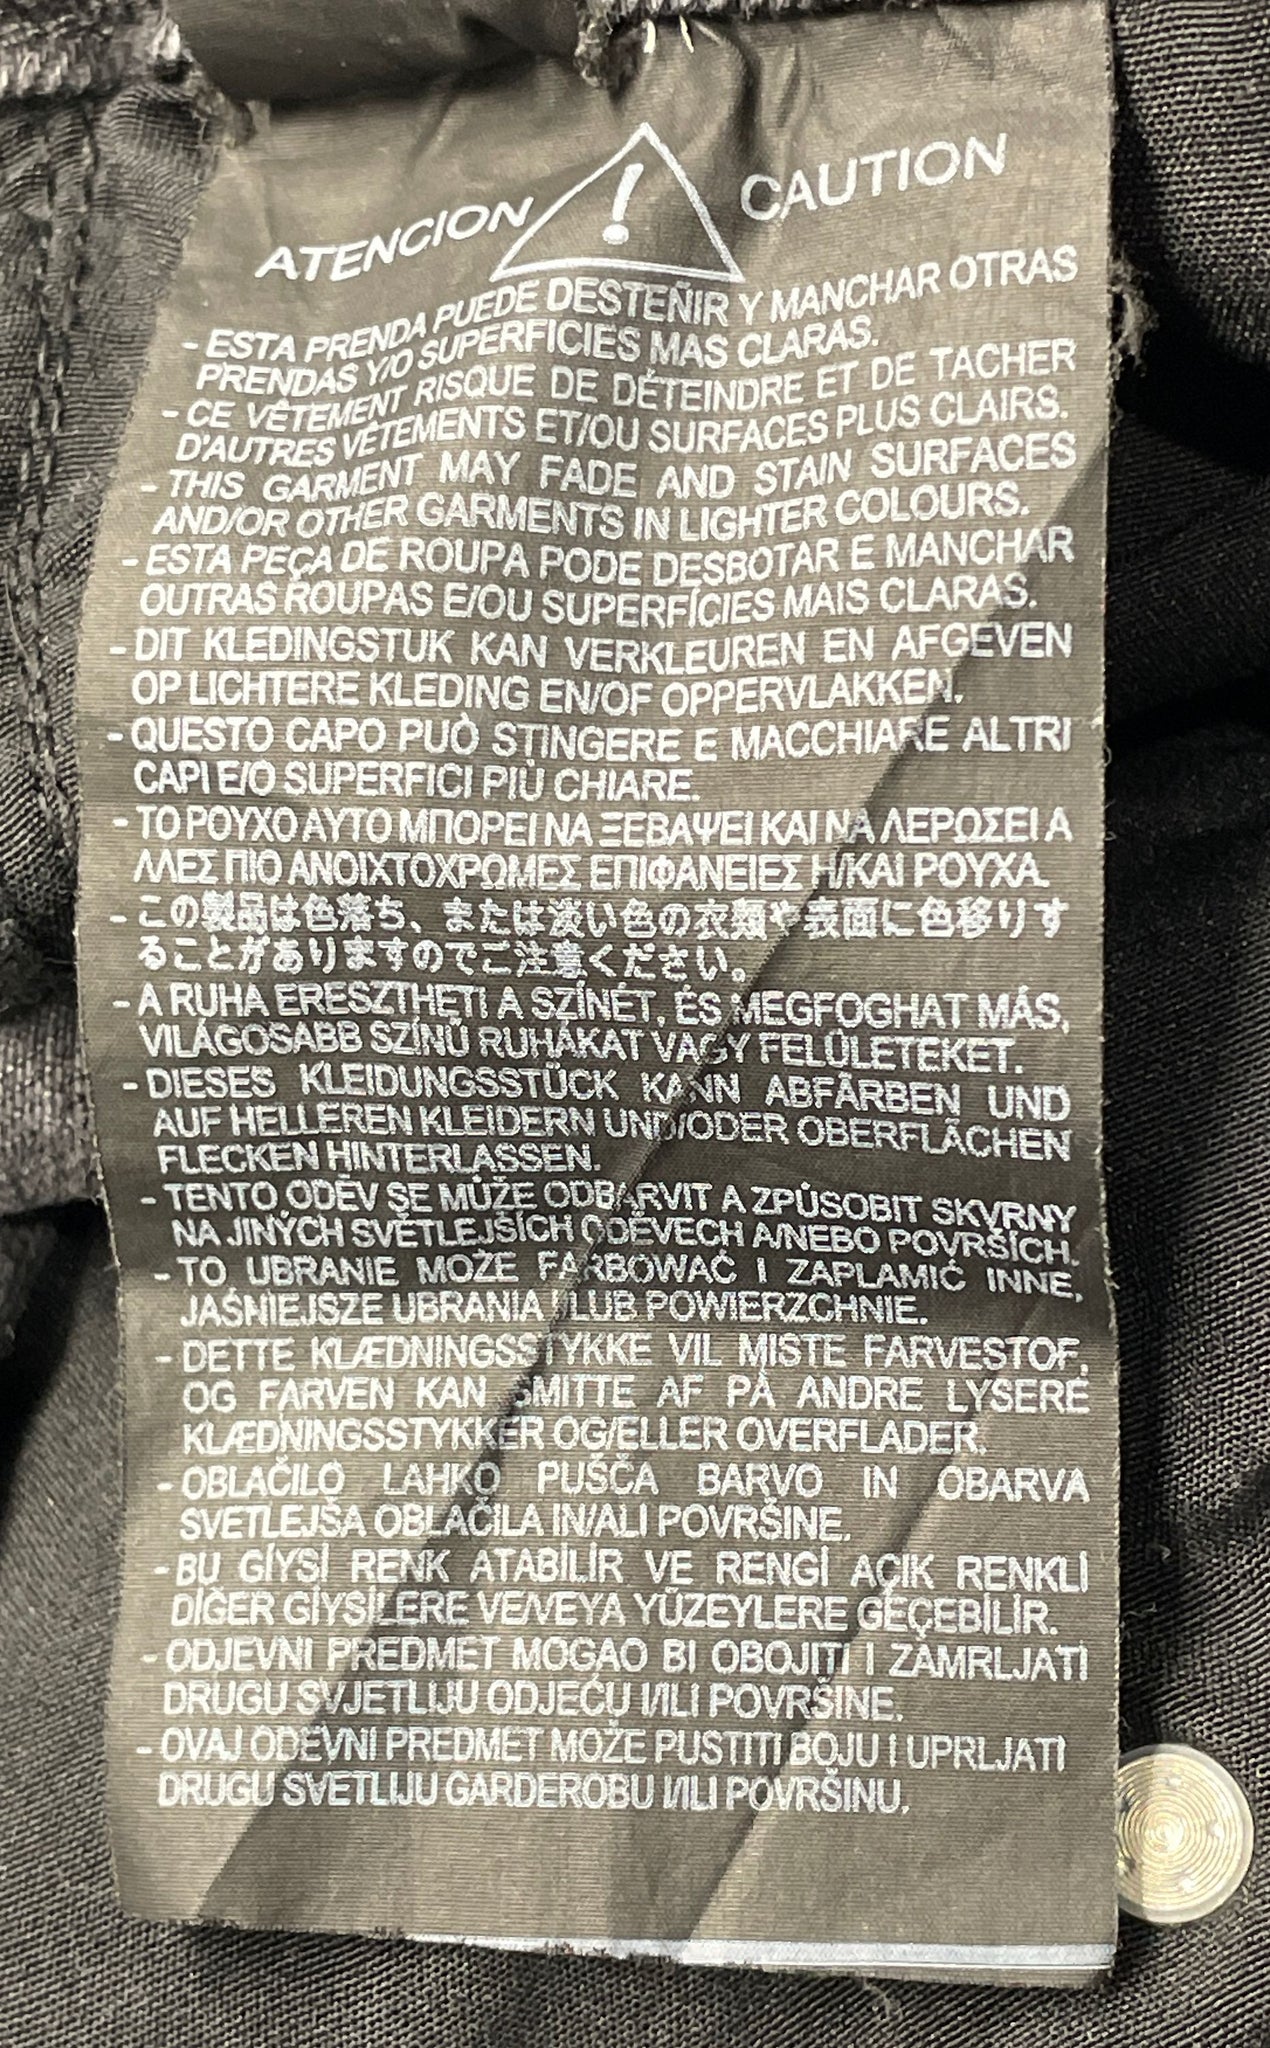 ATENCION ! CAUTION
- ESTA PRENDA PUEDE DESTEÑIR Y MANCHAR OTRAS
PRENDAS Y/O SUPERFICIES MAS CLARAS.
- CE VÊTEMENT RISQUE DE DÉTEINDRE ET DE TACHER
D'AUTRES VÊTEMENTS ET/OU SURFACES PLUS CLAIRS.
- THIS GARMENT MAY FADE AND STAIN SURFACES
AND/OR OTHER GARMENTS IN LIGHTER COLOURS.
- ESTA PEÇA DE ROUPA PODE DESBOTAR E MANCHAR
OUTRAS ROUPAS E/OU SUPERFÍCIES MAIS CLARAS.
- DIT KLEDINGSTUK KAN VERKLEUREN EN AFGEVEN
OP LICHTERE KLEDING EN/OF OPPERVLAKKEN.
- QUESTO CAPO PUÒ STINGERE E MACCHIARE ALTRI
CAPI E/O SUPERFICI PIÙ CHIARE.
- ΤΟ ΡΟΥΧΟ ΑΥΤΟ ΜΠΟΡΕΙ ΝΑ ΞΕΒΑΨΕΙ ΚΑΙ ΝΑ ΛΕΡΩΣΕΙ Α
ΛΛΕΣ ΠΙΟ ΑΝΟΙΧΤΟΧΡΩΜΕΣ ΕΠΙΦΑΝΕΙΕΣ Η/ΚΑΙ ΡΟΥΧΑ.
- この製品は色落ち、または淡い色の衣類や表面に色移りす
ることがありますのでご注意ください。
- A RUHA ERESZTHETI A SZÍNÉT, ÉS MEGFOGHAT MÁS,
VILÁGOSABB SZÍNŰ RUHÁKAT VAGY FELÜLETEKET.
- DIESES KLEIDUNGSSTÜCK KANN ABFÄRBEN UND
AUF HELLEREN KLEIDERN UND/ODER OBERFLÄCHEN
FLECKEN HINTERLASSEN.
- TENTO ODĚV SE MŮŽE ODBARVIT A ZPŮSOBIT SKVRNY
NA JINÝCH SVĚTLEJŠÍCH ODĚVECH A/NEBO POVRŠÍCH.
- TO UBRANIE MOŻE FARBOWAĆ I ZAPLAMIĆ INNE,
JAŚNIEJSZE UBRANIA I/LUB POWIERZCHNIE.
- DETTE KLÆDNINGSSTYKKE VIL MISTE FARVESTOF,
OG FARVEN KAN SMITTE AF PÅ ANDRE LYSERE
KLÆDNINGSSTYKKER OG/ELLER OVERFLADER.
- OBLAČILO LAHKO PUŠČA BARVO IN OBARVA
SVETLEJŠA OBLAČILA IN/ALI POVRŠINE.
- BU GİYSİ RENK ATABİLİR VE RENGİ AÇIK RENKLİ
DİĞER GİYSİLERE VE/VEYA YÜZEYLERE GEÇEBİLİR.
- ODJEVNI PREDMET MOGAO BI OBOJITI I ZAMRLJATI
DRUGU SVJETLIJU ODJEĆU I/ILI POVRŠINE.
- OVAJ ODEVNI PREDMET MOŽE PUSTITI BOJU I UPRLJATI
DRUGU SVETLIJU GARDEROBU I/ILI POVRŠINU.